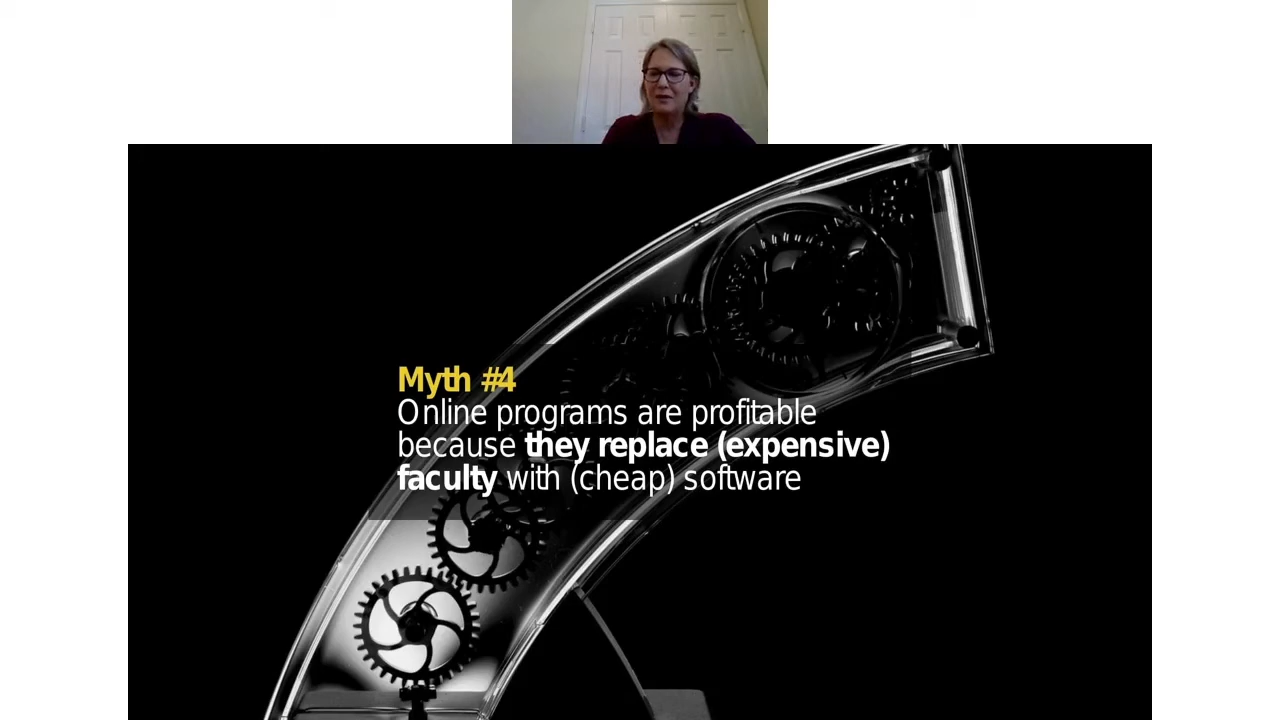 Myth #4
Online programs are profitable
because they replace (expensive)
faculty with (cheap) software